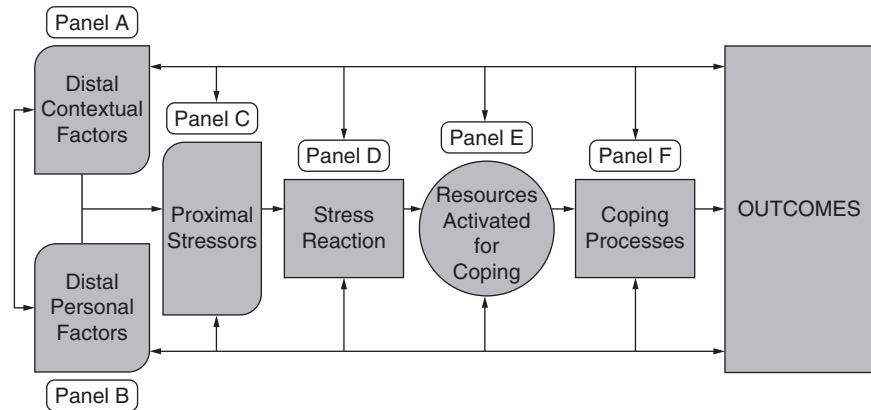 Panel A
Distal
Contextual
Factors
Panel C
Proximal
Stressors
Panel D
Stress
Reaction
Panel E
Resources
Activated
for
Coping
Panel F
Coping
Processes
OUTCOMES
Distal
Personal
Factors
Panel B